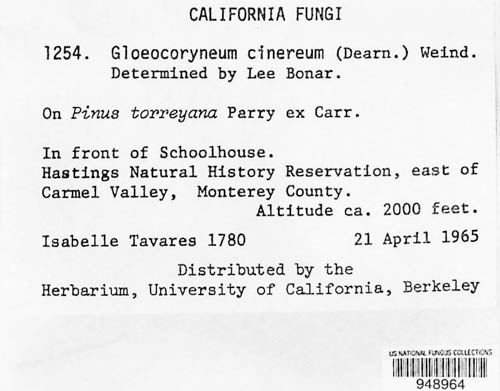 CALIFORNIA FUNGI
1254. Gloeocoryneum cinereum (Dearn.) Weind.
Determined by Lee Bonar.
On Pinus torreyana Parry ex Carr.
In front of Schoolhouse.
Hastings Natural History Reservation, east of
Carmel Valley, Monterey County.
Altitude ca. 2000 feet.
Isabelle Tavares 1780 21 April 1965
Distributed by the
Herbarium, University of California, Berkeley
US NATIONAL FUNGUS COLLECTIONS
948964